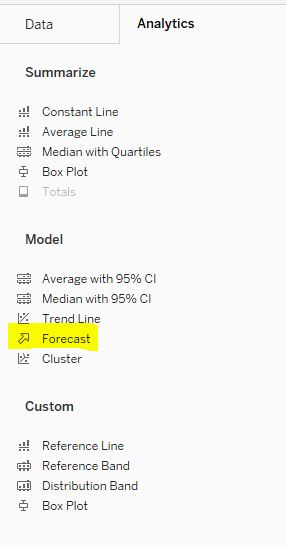 Data Analytics
Summarize
Constant Line
Average Line
Median with Quartiles
Box Plot
Totals
Model
Average with 95% CI
Median with 95% CI
Trend Line
Forecast
Cluster
Custom
Reference Line
Reference Band
Distribution Band
Box Plot